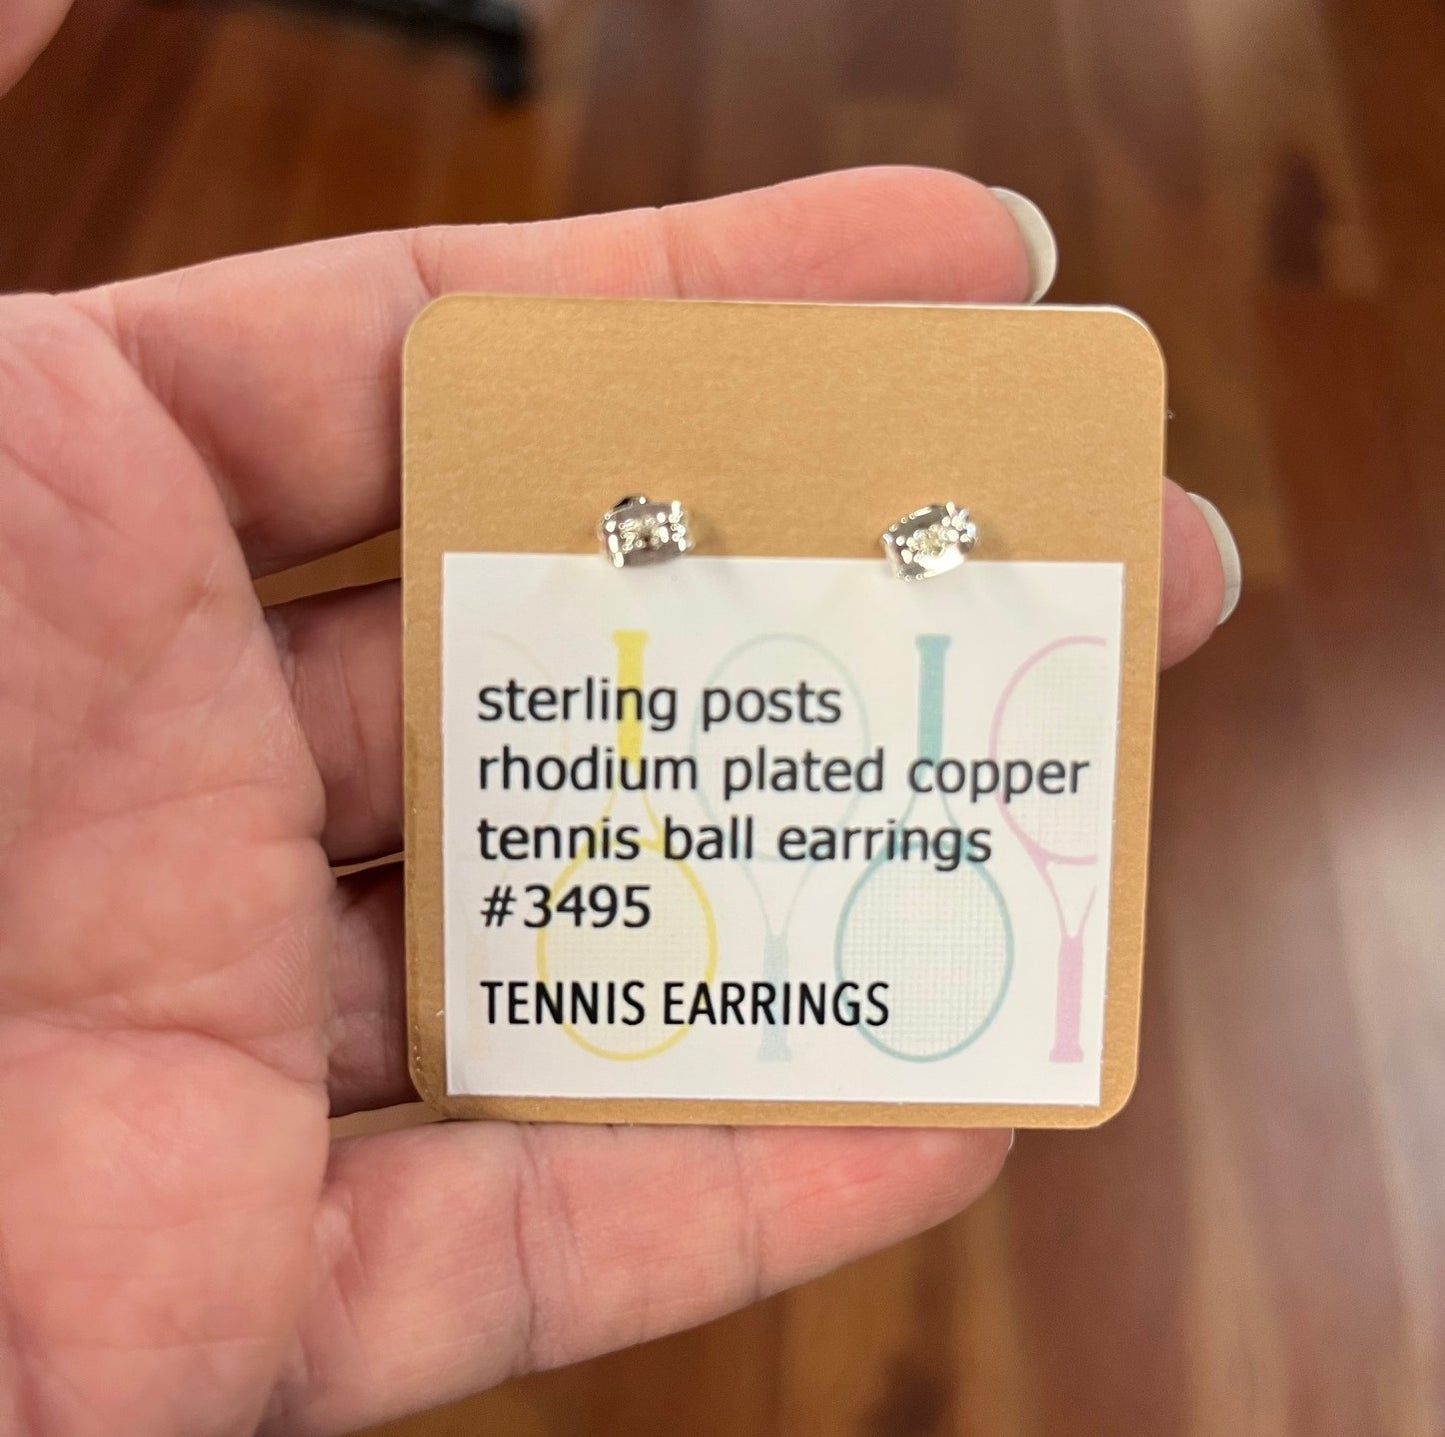 sterling posts
rhodium plated copper
tennis ball earrings
#3495
TENNIS EARRINGS